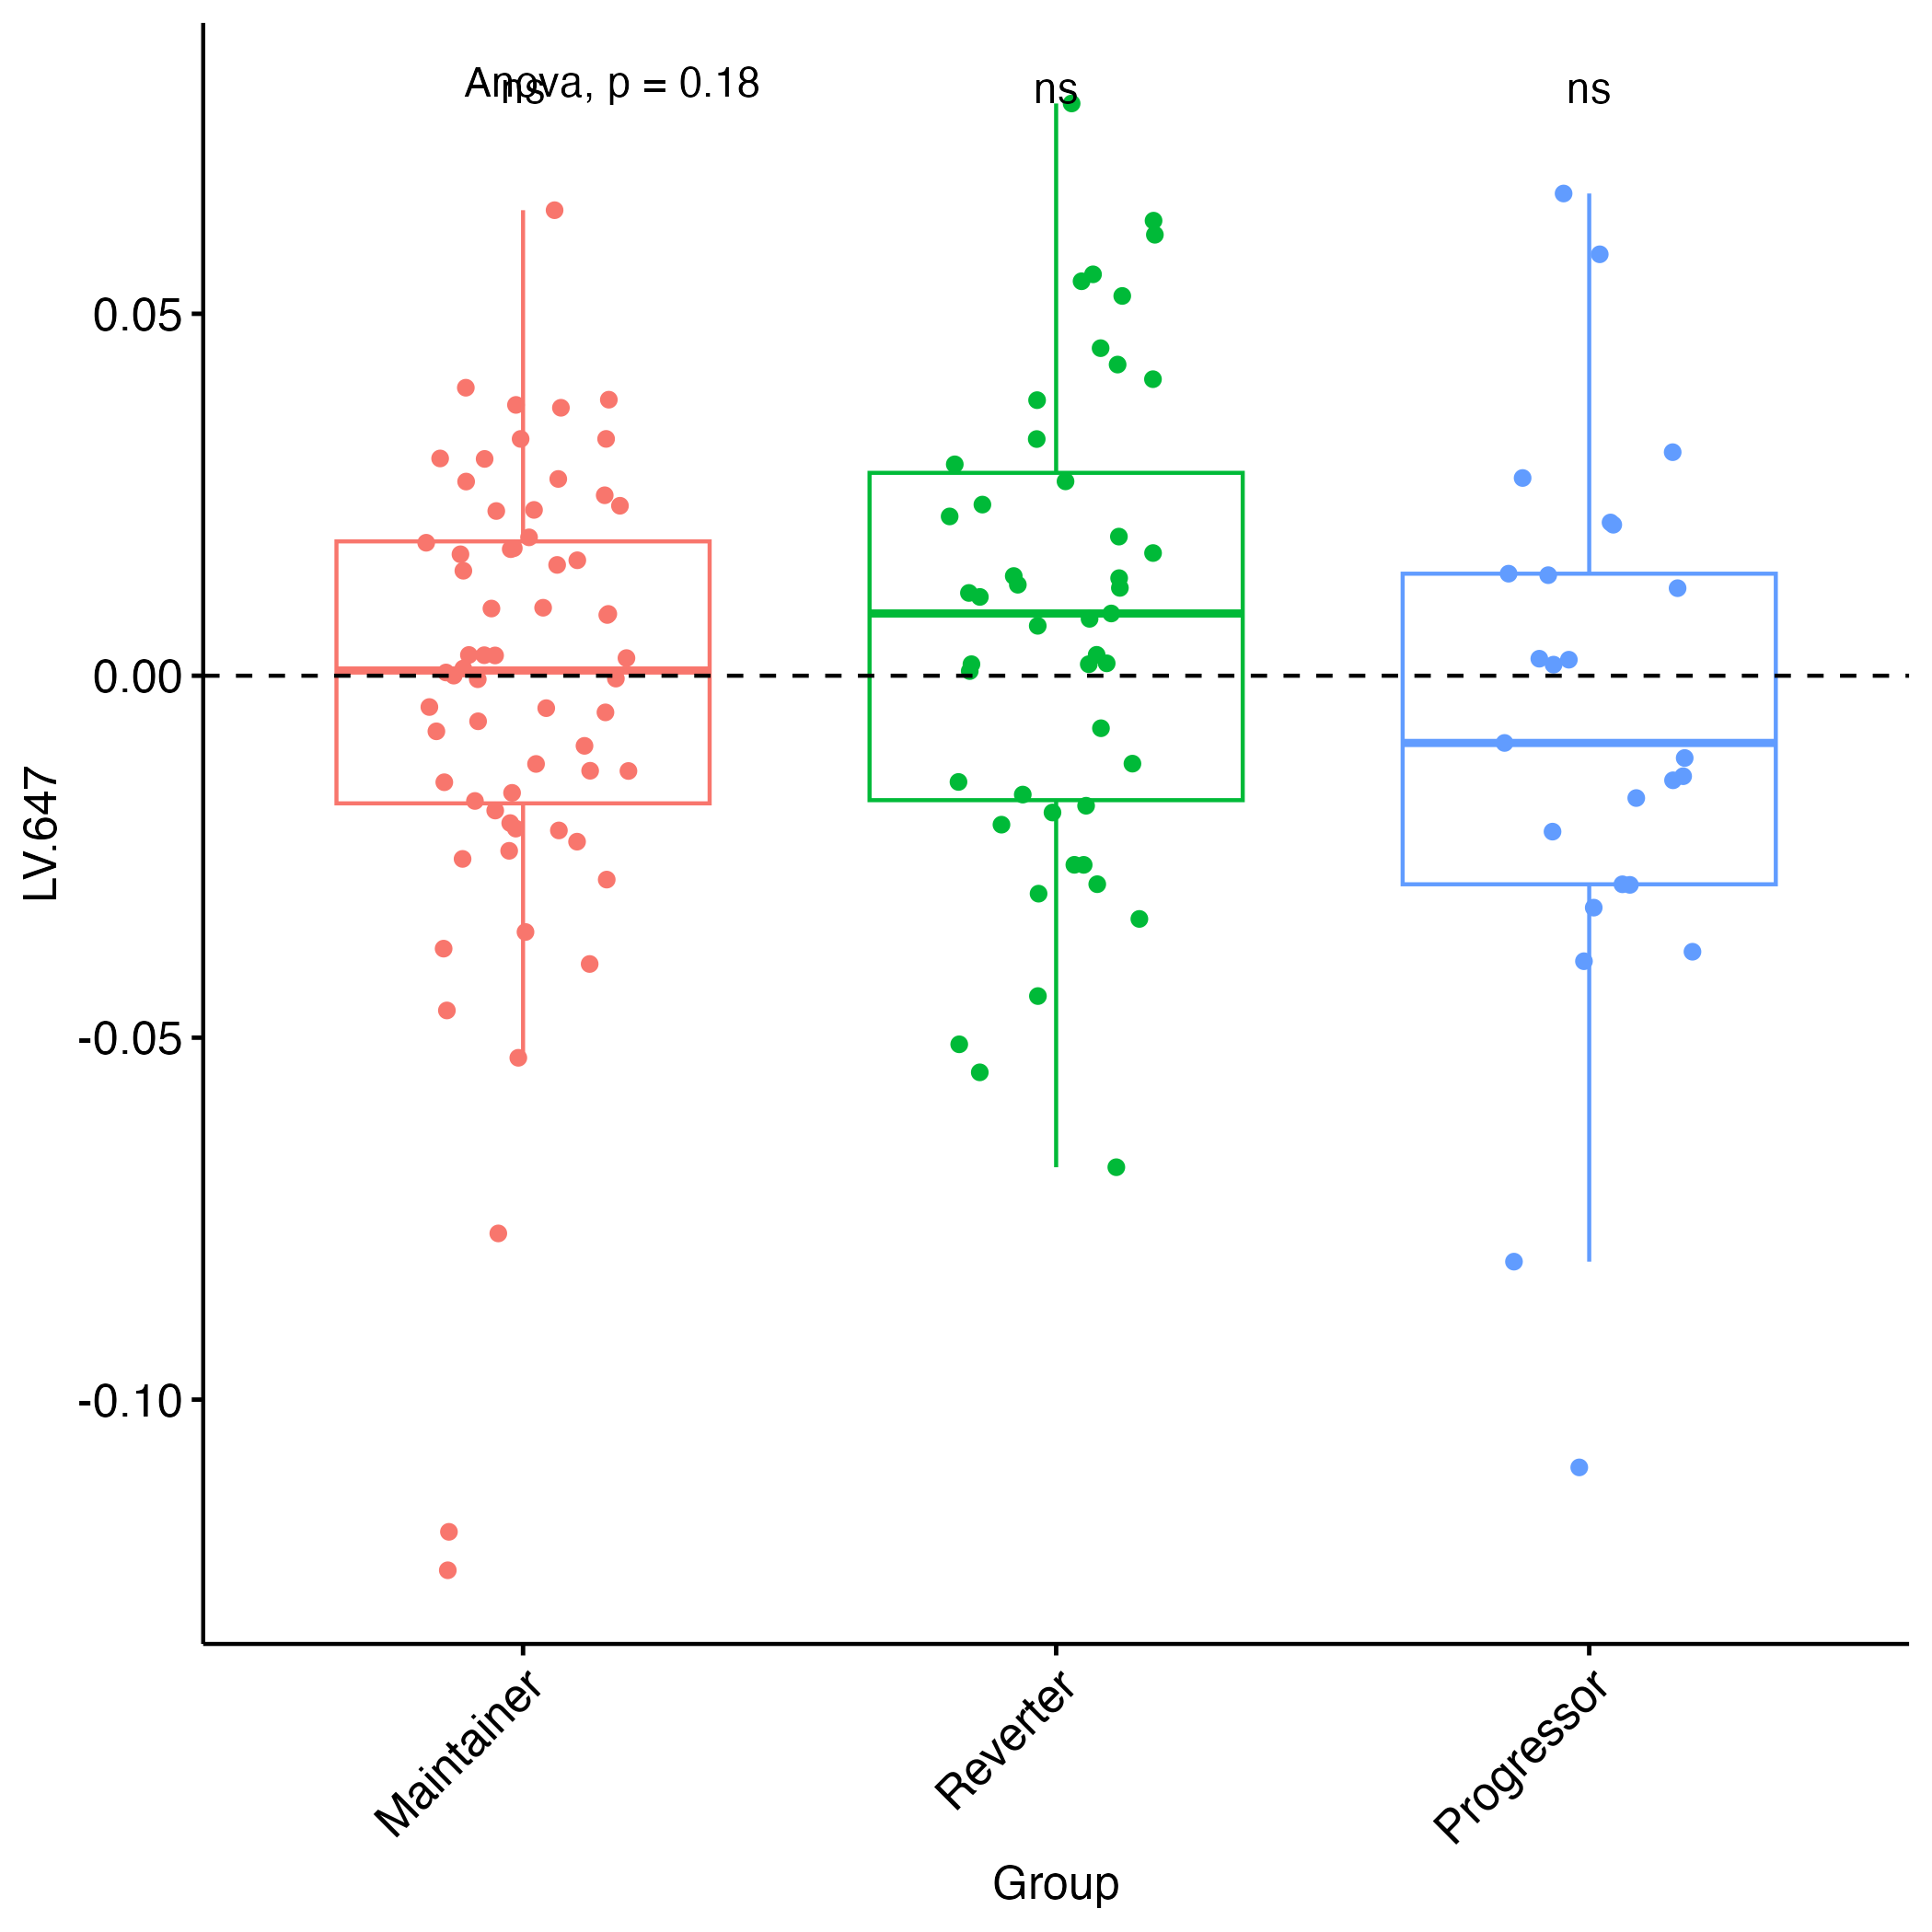 Anova, p = 0.18
ns
ns
ns
0.05
0.00
-0.05
-0.10
LV.647
Maintainer
Reverter
Progressor
Group